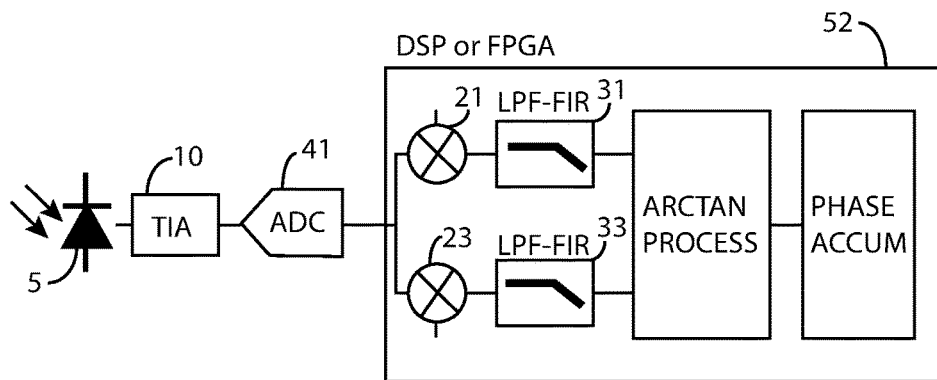 52
DSP or FPGA
21
LPF-FIR 31
10
41
TIA
ADC
ARCTAN
PROCESS
PHASE
ACCUM
5
23
LPF-FIR 33